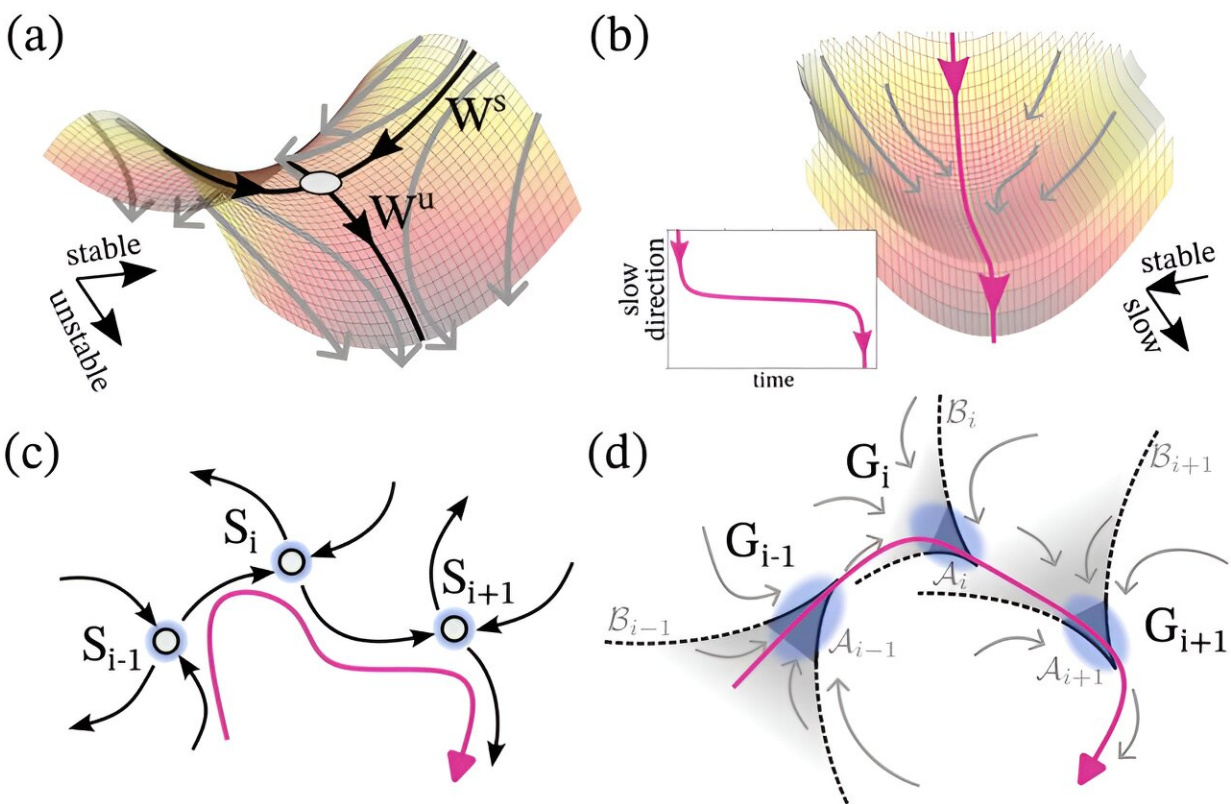 (a)
W^s
W^u
stable
unstable
(b)
slow
direction
time
stable
slow
(c)
S_i
S_{i+1}
S_{i-1}
(d)
ℬ_i
ℬ_{i+1}
G_i
G_{i-1}
𝒜_i
ℬ_{i-1}
𝒜_{i-1}
G_{i+1}
𝒜_{i+1}